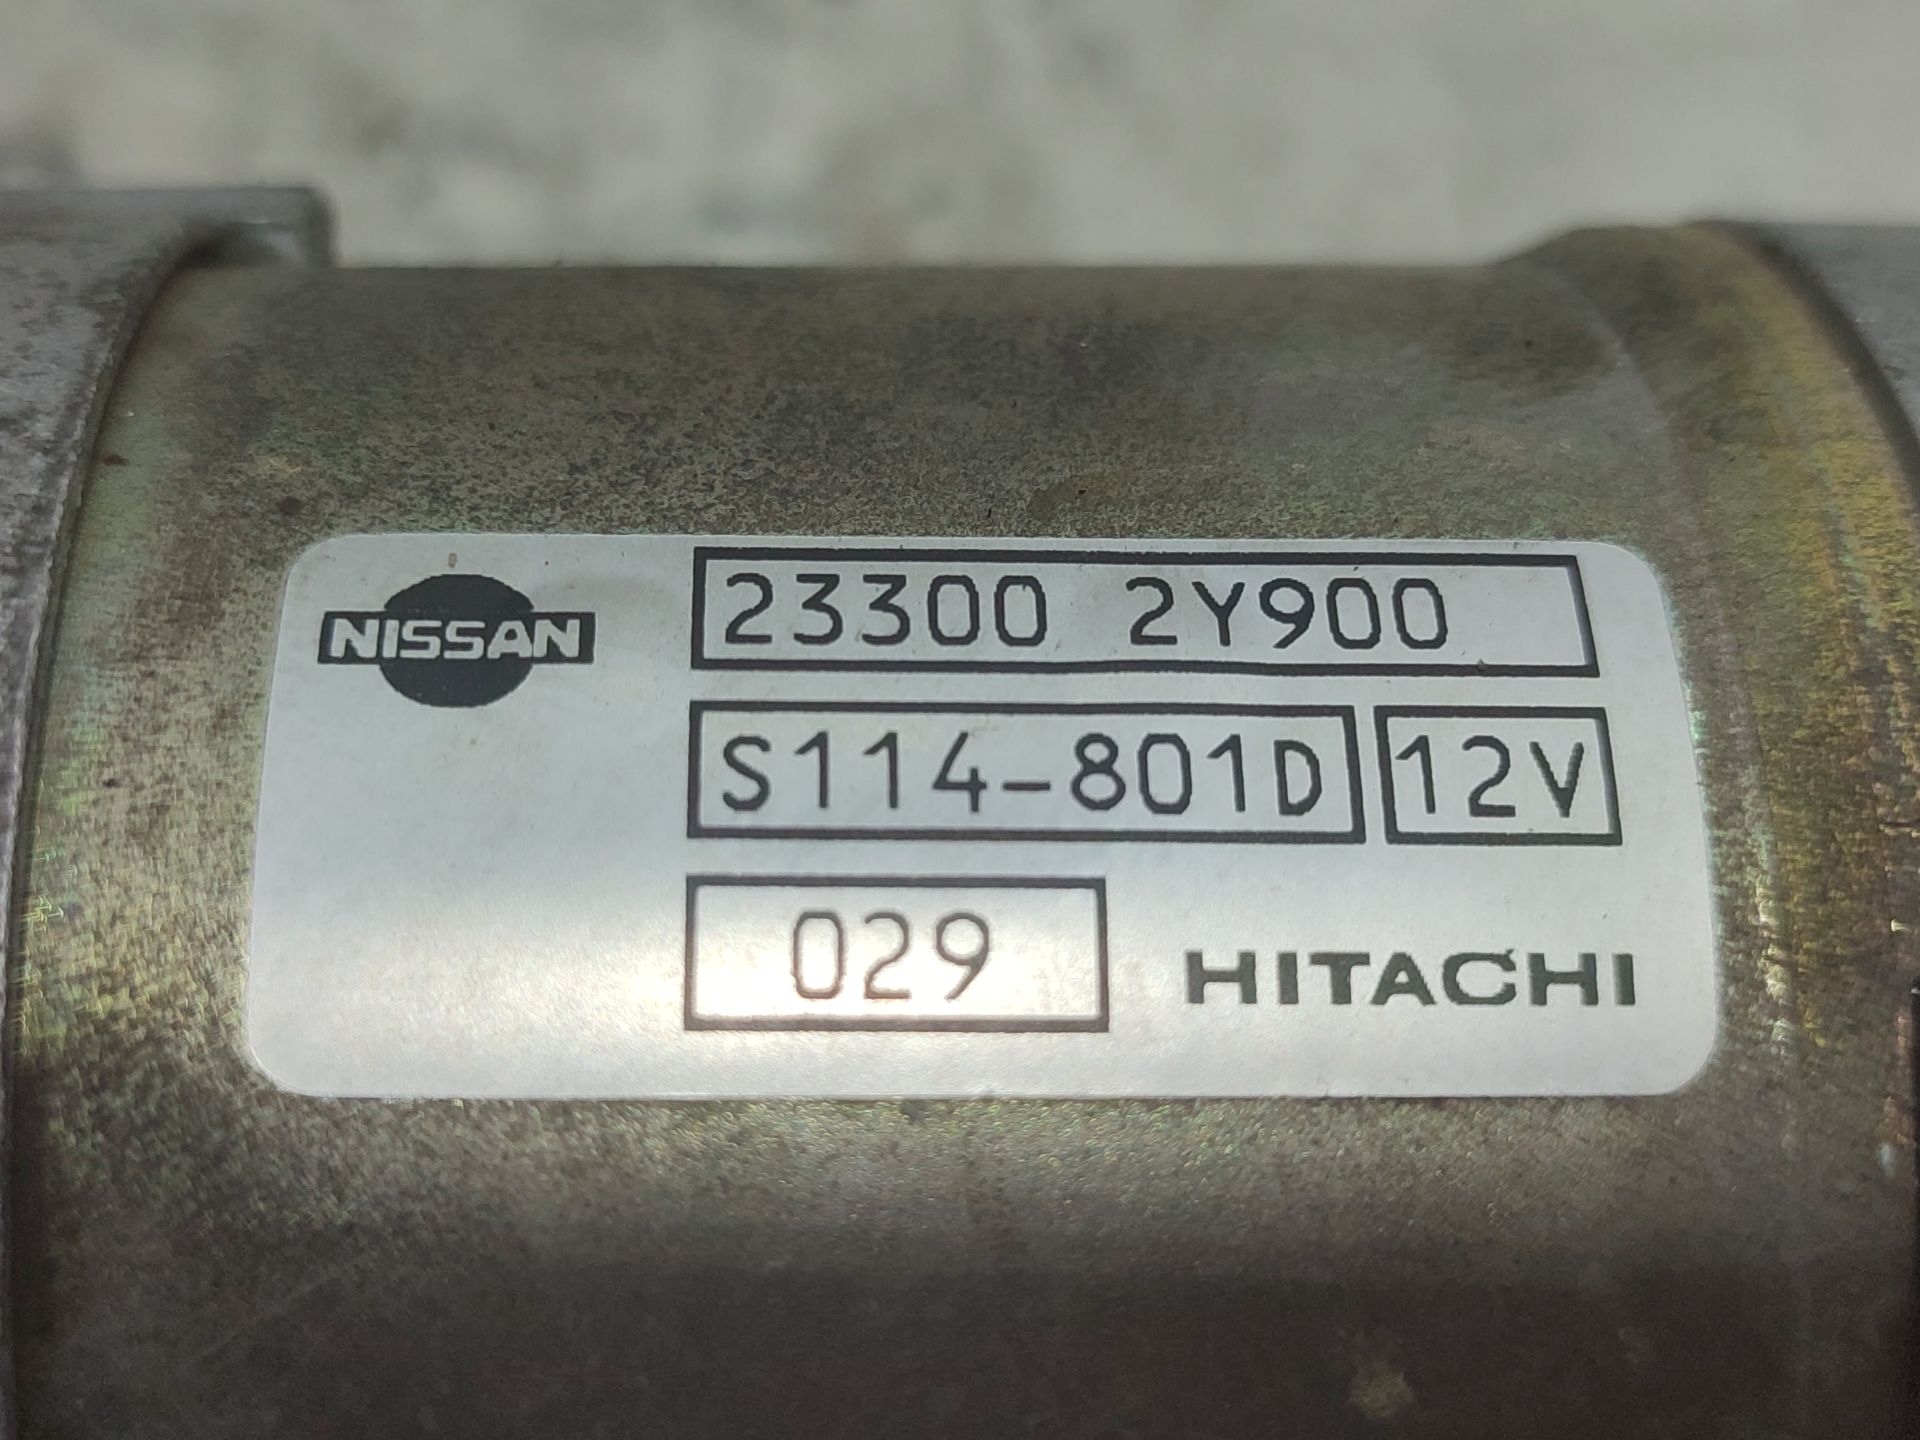 NISSAN
23300 2Y900
S114-801D 12V
029
HITACHI